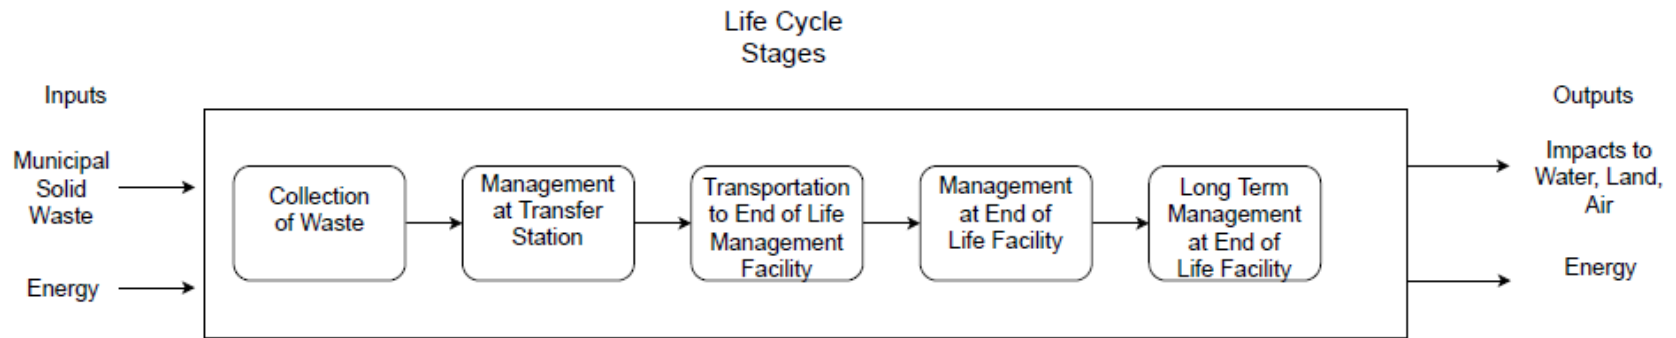 Life Cycle
Stages
Inputs
Municipal
Solid
Waste
Energy
Collection
of Waste
Management
at Transfer
Station
Transportation
to End of Life
Management
Facility
Management
at End of
Life Facility
Long Term
Management
at End of
Life Facility
Outputs
Impacts to
Water, Land,
Air
Energy